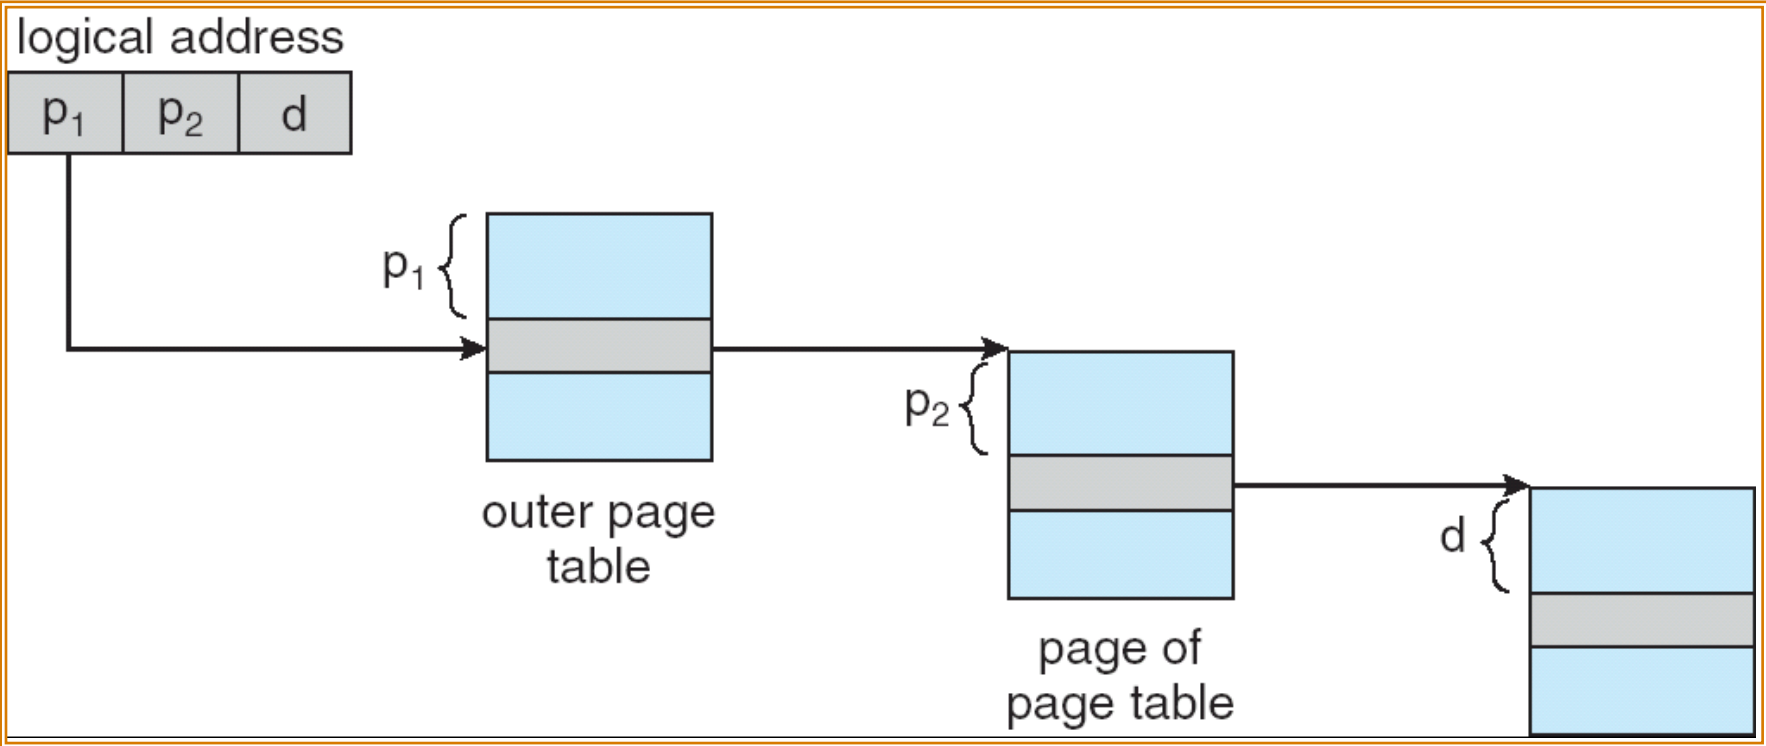 logical address
p₁ p₂ d
p₁
outer page
table
p₂
page of
page table
d